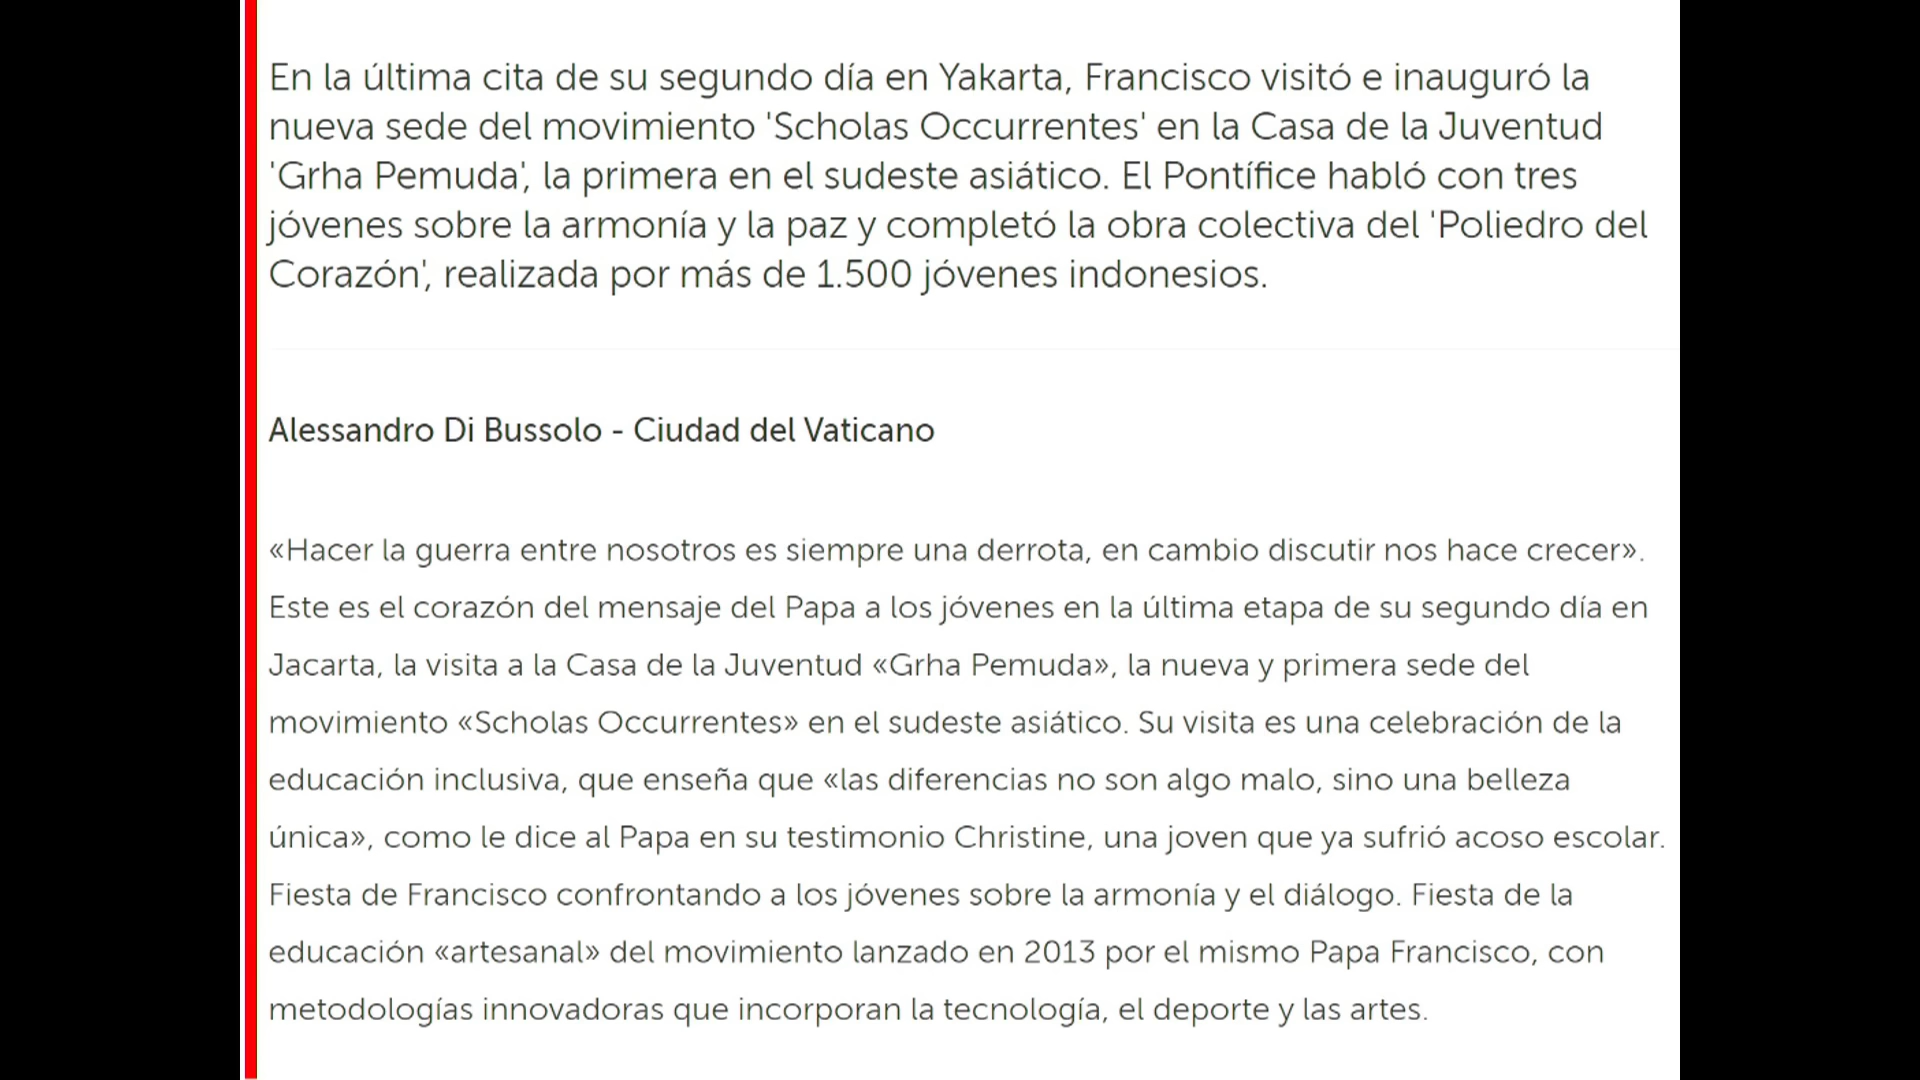 En la última cita de su segundo día en Yakarta, Francisco visitó e inauguró la
nueva sede del movimiento 'Scholas Occurrentes' en la Casa de la Juventud
'Grha Pemuda', la primera en el sudeste asiático. El Pontífice habló con tres
jóvenes sobre la armonía y la paz y completó la obra colectiva del 'Poliedro del
Corazón', realizada por más de 1.500 jóvenes indonesios.
Alessandro Di Bussolo - Ciudad del Vaticano
«Hacer la guerra entre nosotros es siempre una derrota, en cambio discutir nos hace crecer».
Este es el corazón del mensaje del Papa a los jóvenes en la última etapa de su segundo día en
Jacarta, la visita a la Casa de la Juventud «Grha Pemuda», la nueva y primera sede del
movimiento «Scholas Occurrentes» en el sudeste asiático. Su visita es una celebración de la
educación inclusiva, que enseña que «las diferencias no son algo malo, sino una belleza
única», como le dice al Papa en su testimonio Christine, una joven que ya sufrió acoso escolar.
Fiesta de Francisco confrontando a los jóvenes sobre la armonía y el diálogo. Fiesta de la
educación «artesanal» del movimiento lanzado en 2013 por el mismo Papa Francisco, con
metodologías innovadoras que incorporan la tecnología, el deporte y las artes.